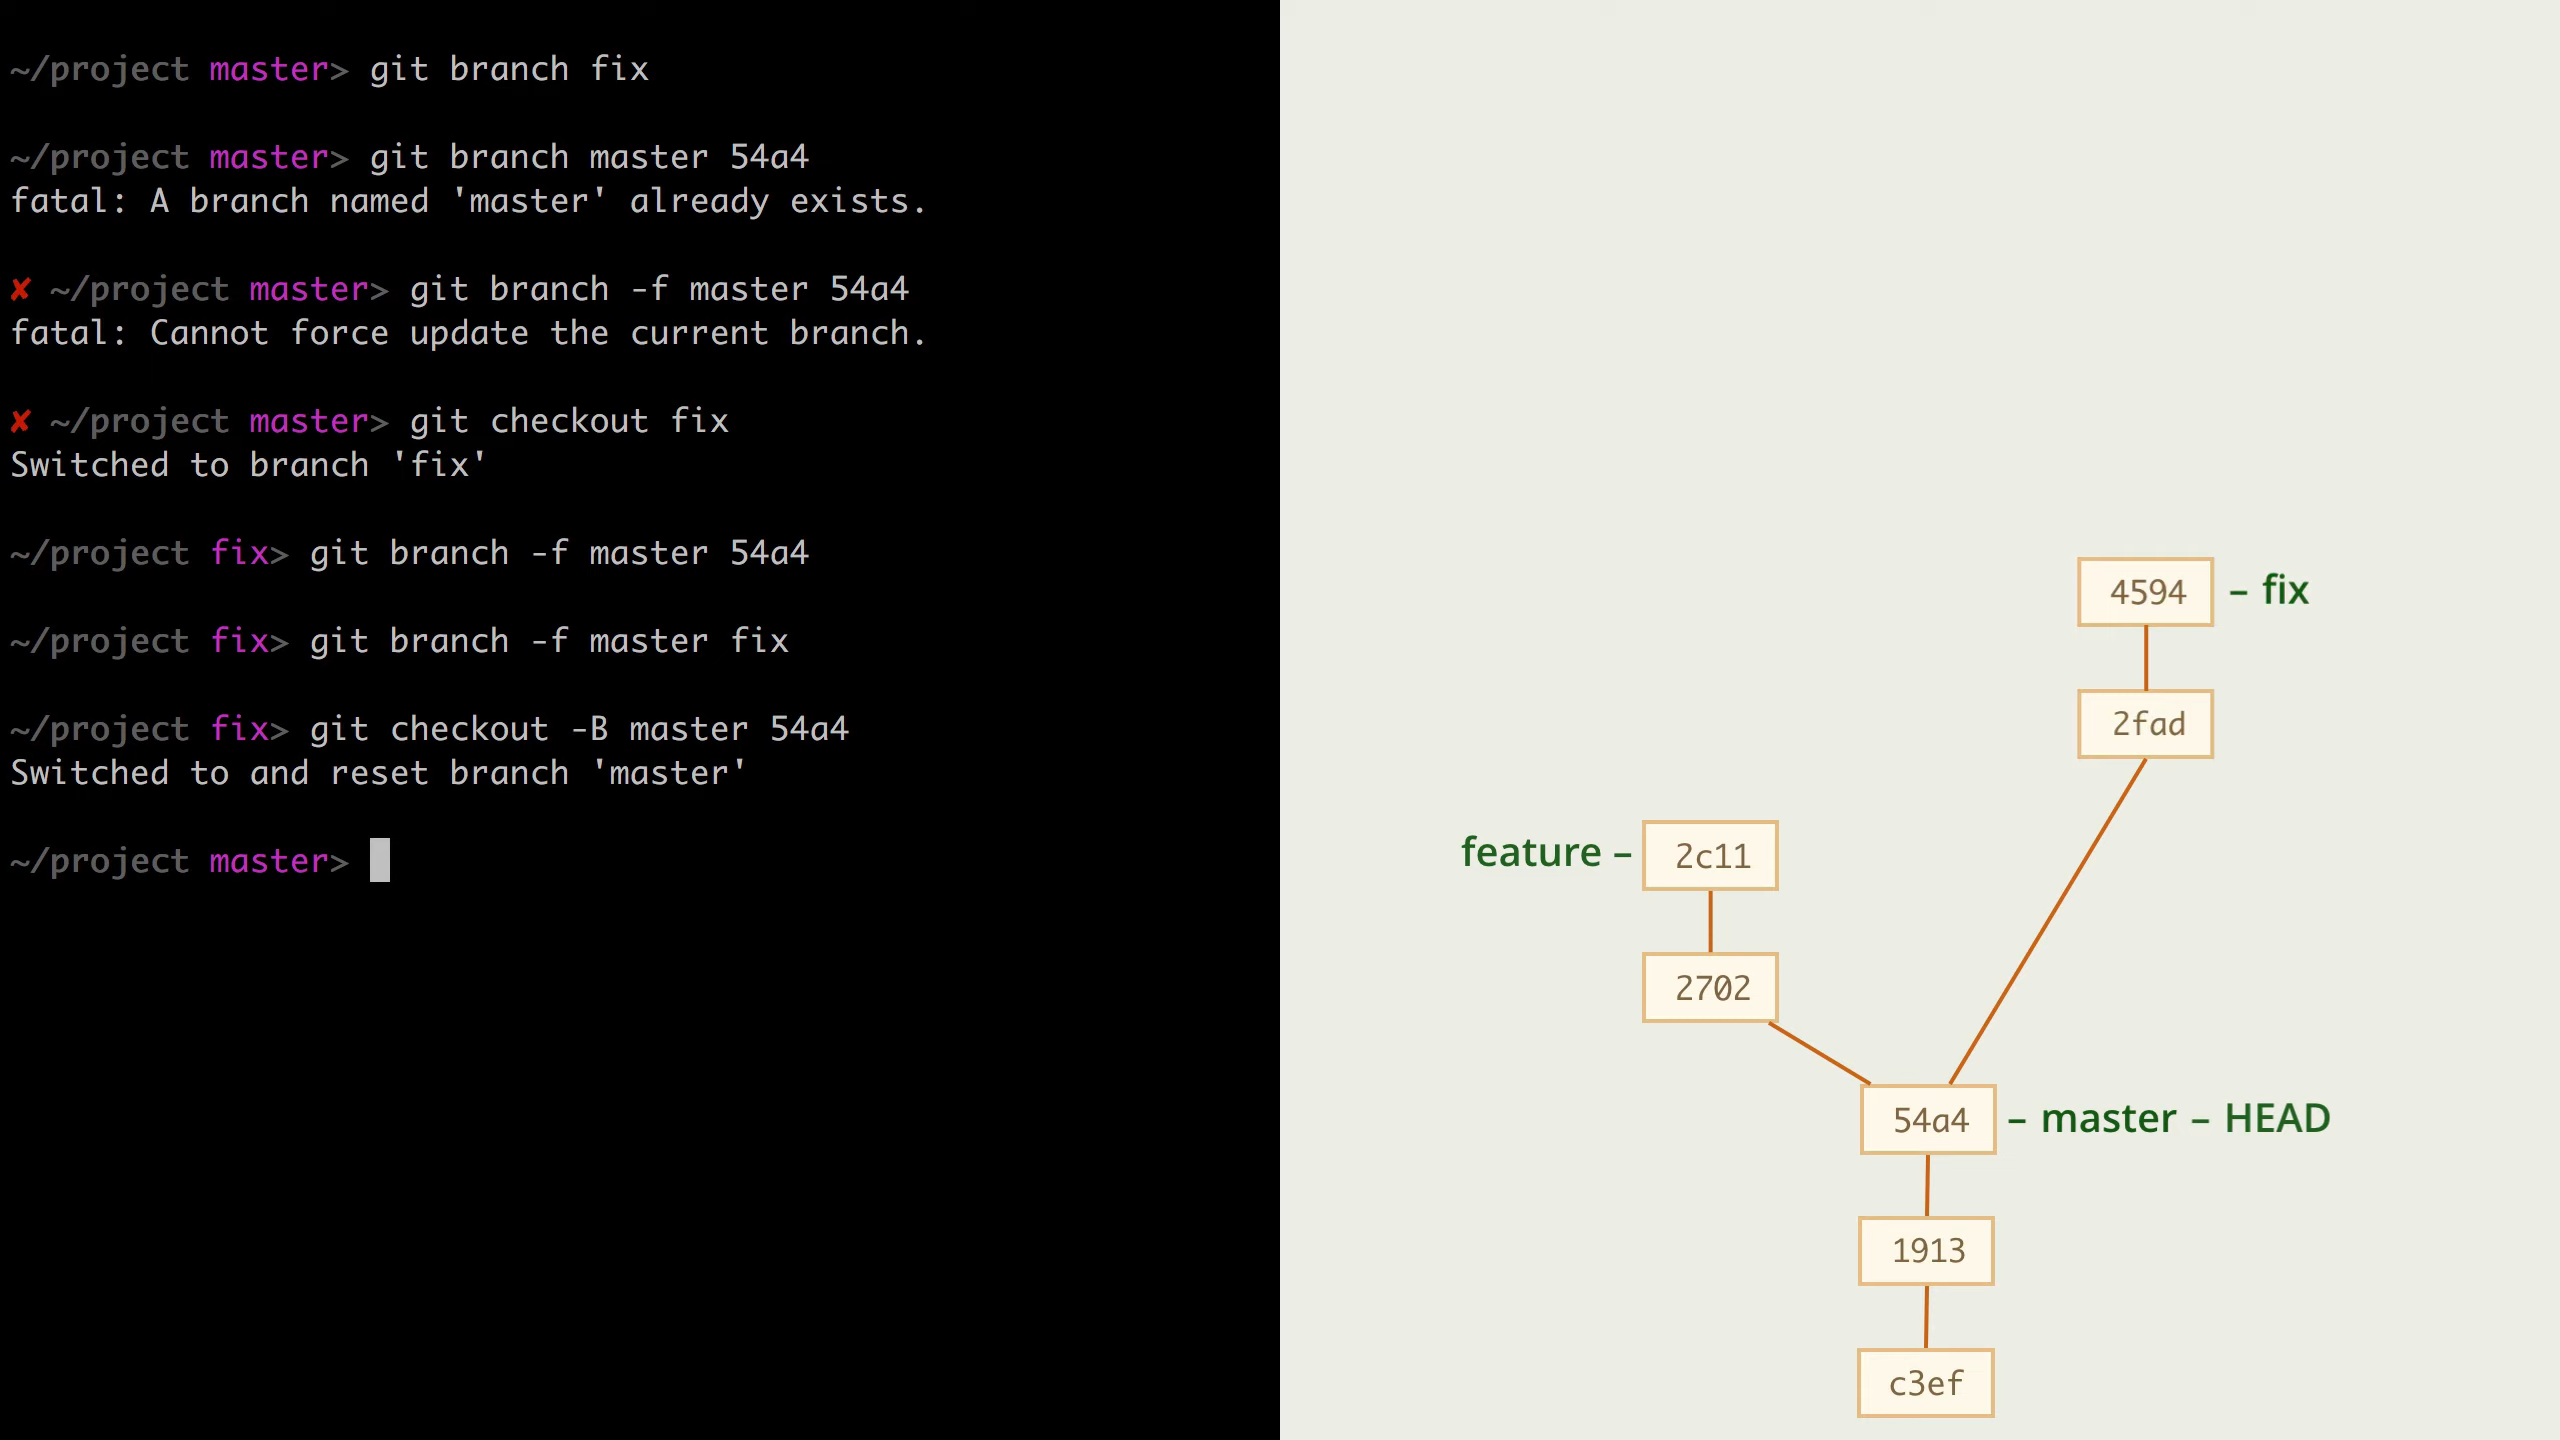 ~/project master> git branch fix
~/project master> git branch master 54a4
fatal: A branch named 'master' already exists.
✘ ~/project master> git branch -f master 54a4
fatal: Cannot force update the current branch.
✘ ~/project master> git checkout fix
Switched to branch 'fix'
~/project fix> git branch -f master 54a4
~/project fix> git branch -f master fix
~/project fix> git checkout -B master 54a4
Switched to and reset branch 'master'
~/project master>
4594 – fix
2fad
feature – 2c11
2702
54a4 – master – HEAD
1913
c3ef